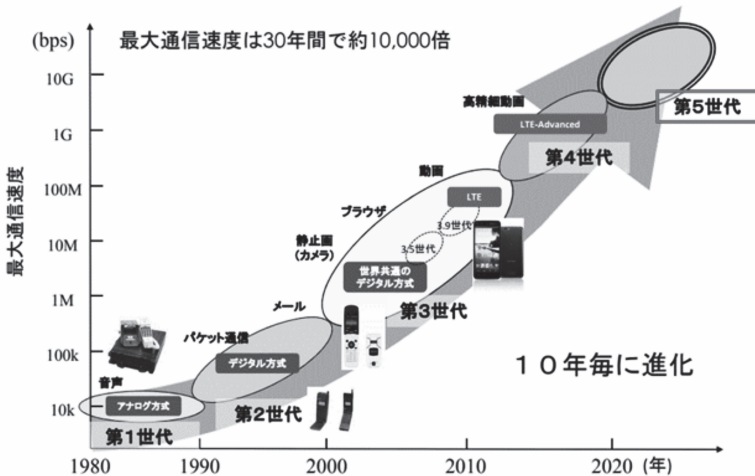 (bps)
最大通信速度は30年間で約10,000倍
10G
1G
100M
10M
1M
100k
10k
最大通信速度
高精細動画
LTE-Advanced
第5世代
第4世代
動画
LTE
ブラウザ
3.9世代
3.5世代
静止画
(カメラ)
世界共通の
デジタル方式
第3世代
メール
パケット通信
デジタル方式
第2世代
音声
アナログ方式
第1世代
10年毎に進化
1980
1990
2000
2010
2020
(年)